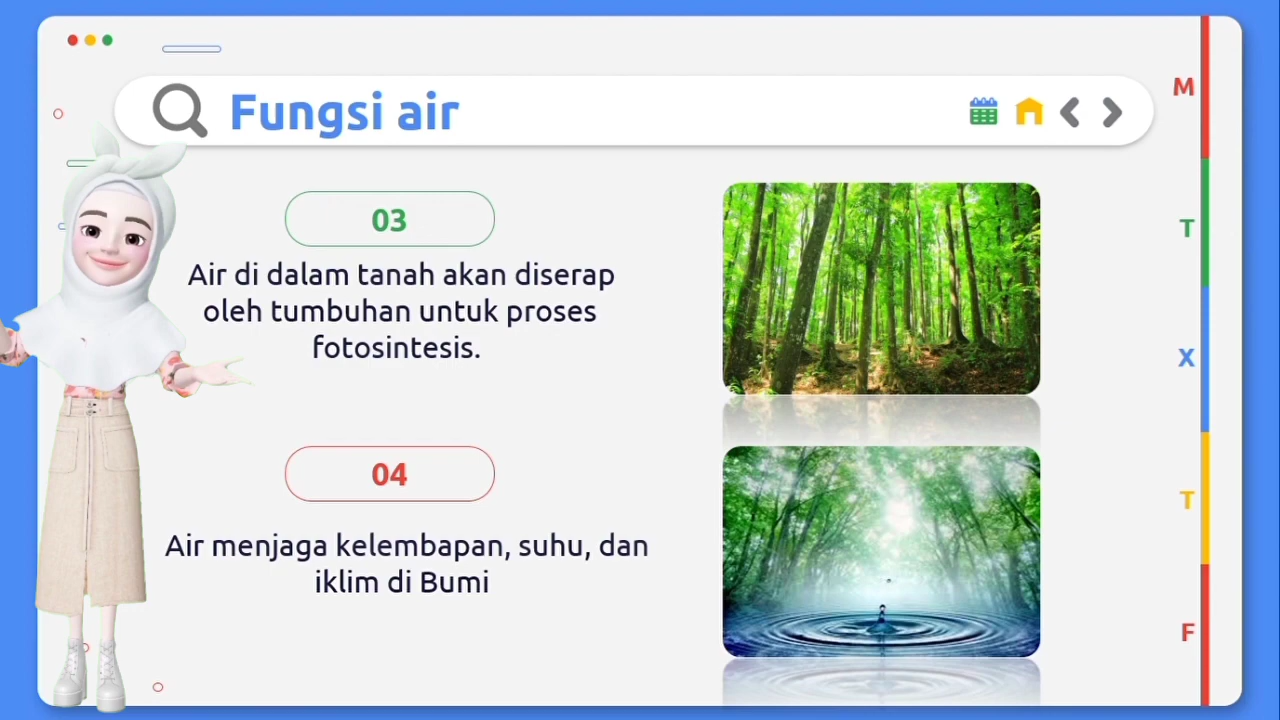 Fungsi air
03
Air di dalam tanah akan diserap
oleh tumbuhan untuk proses
fotosintesis.
04
Air menjaga kelembapan, suhu, dan
iklim di Bumi
M
T
X
T
F